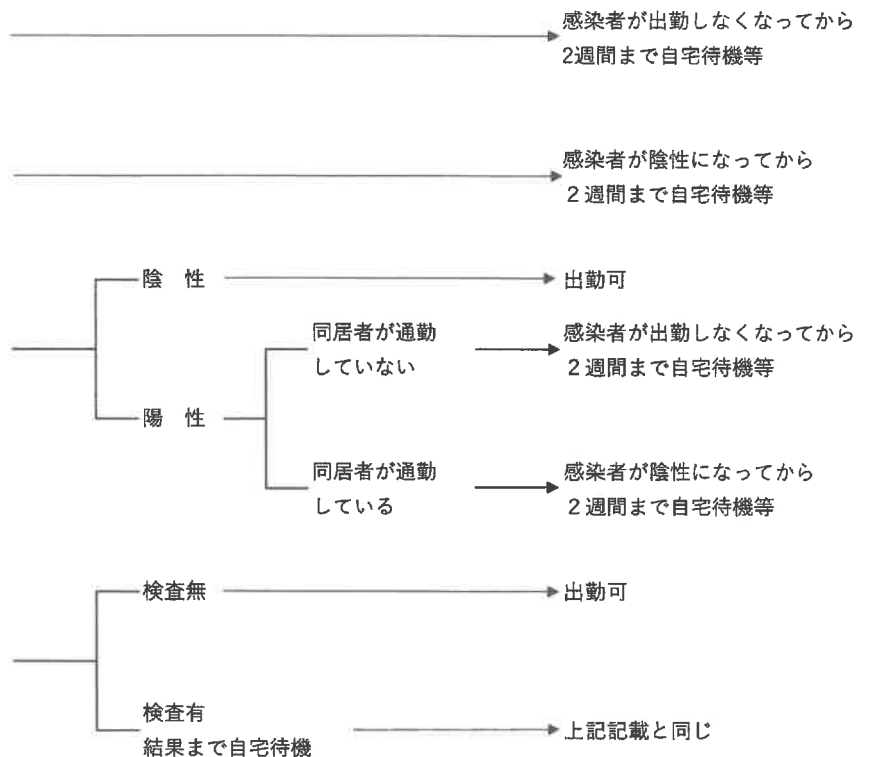 感染者が出勤しなくなってから
2週間まで自宅待機等
感染者が陰性になってから
２週間まで自宅待機等
陰　性
出勤可
同居者が通勤
していない
感染者が出勤しなくなってから
２週間まで自宅待機等
陽　性
同居者が通勤
している
感染者が陰性になってから
２週間まで自宅待機等
検査無
出勤可
検査有
結果まで自宅待機
上記記載と同じ